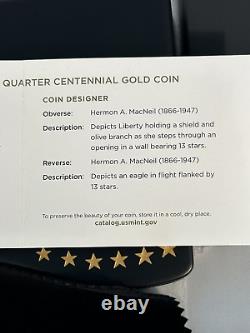 QUARTER CENTENNIAL GOLD COIN
COIN DESIGNER
Obverse: Hermon A. MacNeil (1866-1947)
Description: Depicts Liberty holding a shield and
olive branch as she steps through an
opening in a wall bearing 13 stars.
Reverse: Hermon A. MacNeil (1866-1947)
Description: Depicts an eagle in flight flanked by
13 stars.
To preserve the beauty of your coin, store it in a cool, dry place.
catalog.usmint.gov